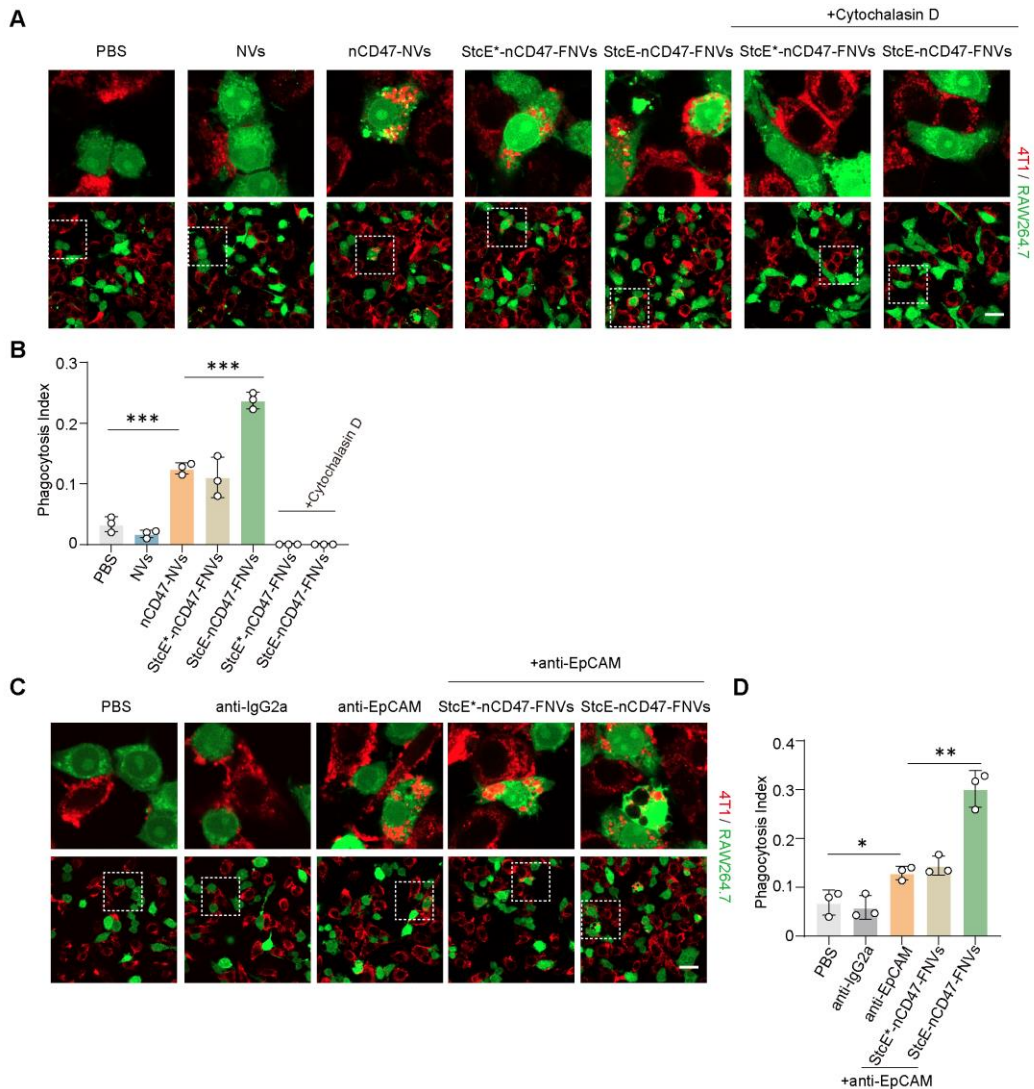 A
+Cytochalasin D
PBS NVs nCD47-NVs StcE*-nCD47-FNVs StcE-nCD47-FNVs StcE*-nCD47-FNVs StcE-nCD47-FNVs
4T1 / RAW264.7
B
Phagocytosis Index
0.3
0.2
0.1
0
***
***
+Cytochalasin D
PBS
NVs
nCD47-NVs
StcE*-nCD47-FNVs
StcE-nCD47-FNVs
StcE*-nCD47-FNVs
StcE-nCD47-FNVs
C
+anti-EpCAM
PBS anti-IgG2a anti-EpCAM StcE*-nCD47-FNVs StcE-nCD47-FNVs
4T1 / RAW264.7
D
Phagocytosis Index
0.4
0.3
0.2
0.1
0
*
**
PBS
anti-IgG2a
anti-EpCAM
StcE*-nCD47-FNVs
StcE-nCD47-FNVs
+anti-EpCAM